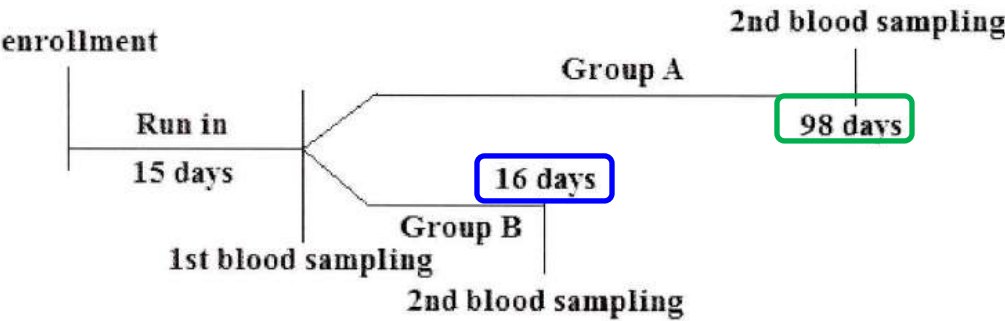 2nd blood sampling
enrollment
Group A
Run in
98 days
15 days
16 days
Group B
1st blood sampling
2nd blood sampling